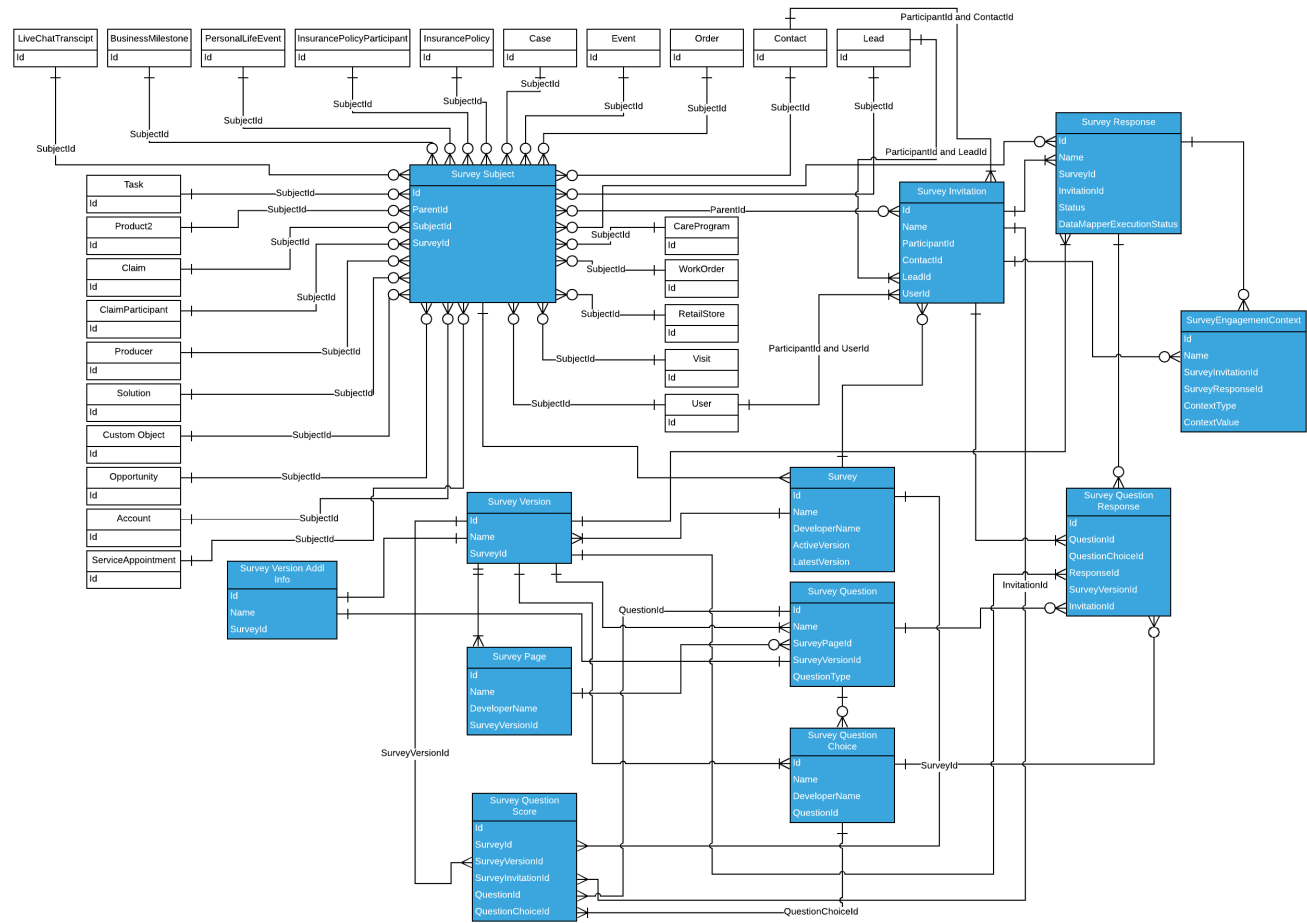 ParticipantId and ContactId
LiveChatTranscipt
Id
BusinessMilestone
Id
PersonalLifeEvent
Id
InsurancePolicyParticipant
Id
InsurancePolicy
Id
Case
Id
Event
Id
Order
Id
Contact
Id
Lead
Id
SubjectId
SubjectId
SubjectId
SubjectId
SubjectId
SubjectId
SubjectId
SubjectId
SubjectId
SubjectId
ParticipantId and LeadId
Survey Response
Id
Name
SurveyId
InvitationId
Status
DataMapperExecutionStatus
Survey Subject
Id
ParentId
SubjectId
SurveyId
Survey Invitation
Id
Name
ParticipantId
ContactId
LeadId
UserId
ParentId
Task
Id
SubjectId
Product2
Id
SubjectId
Claim
Id
SubjectId
ClaimParticipant
Id
SubjectId
Producer
Id
SubjectId
Solution
Id
SubjectId
Custom Object
Id
SubjectId
Opportunity
Id
SubjectId
Account
Id
SubjectId
ServiceAppointment
Id
SubjectId
CareProgram
Id
SubjectId
WorkOrder
Id
SubjectId
RetailStore
Id
SubjectId
Visit
Id
SubjectId
User
Id
SubjectId
ParticipantId and UserId
SurveyEngagementContext
Id
Name
SurveyInvitationId
SurveyResponseId
ContextType
ContextValue
Survey
Id
Name
DeveloperName
ActiveVersion
LatestVersion
Survey Version
Id
Name
SurveyId
Survey Question
Response
Id
QuestionId
QuestionChoiceId
ResponseId
SurveyVersionId
InvitationId
InvitationId
Survey Version Addl
Info
Id
Name
SurveyId
QuestionId
Survey Question
Id
Name
SurveyPageId
SurveyVersionId
QuestionType
Survey Page
Id
Name
DeveloperName
SurveyVersionId
Survey Question
Choice
Id
Name
DeveloperName
QuestionId
SurveyId
SurveyVersionId
Survey Question
Score
Id
SurveyId
SurveyVersionId
SurveyInvitationId
QuestionId
QuestionChoiceId
QuestionChoiceId